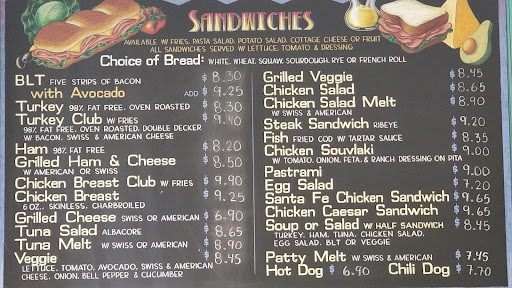 SANDWICHES
AVAILABLE W/ FRIES, PASTA SALAD, POTATO SALAD, COTTAGE CHEESE OR FRUIT
ALL SANDWICHES SERVED W/ LETTUCE, TOMATO & DRESSING
Choice of Bread: WHITE, WHEAT, SQUAW, SOURDOUGH, RYE OR FRENCH ROLL
BLT FIVE STRIPS OF BACON $ 8.30
with Avocado ADD $ 9.25
Turkey 98% FAT FREE, OVEN ROASTED $ 8.30
Turkey Club W/ FRIES $ 9.40
98% FAT FREE, OVEN ROASTED, DOUBLE DECKER
W/ BACON, SWISS & AMERICAN CHEESE
Ham 98% FAT FREE $ 8.20
Grilled Ham & Cheese $ 8.50
W/ AMERICAN OR SWISS
Chicken Breast Club W/ FRIES $ 9.90
Chicken Breast $ 9.25
6 OZ., SKINLESS, CHARBROILED
Grilled Cheese SWISS OR AMERICAN $ 6.90
Tuna Salad ALBACORE $ 8.65
Tuna Melt W/ SWISS OR AMERICAN $ 8.90
Veggie $ 8.45
LETTUCE, TOMATO, AVOCADO, SWISS & AMERICAN
CHEESE, ONION, BELL PEPPER & CUCUMBER
Grilled Veggie $ 8.45
Chicken Salad $ 8.65
Chicken Salad Melt $ 8.90
W/ SWISS & AMERICAN
Steak Sandwich RIBEYE $ 9.20
Fish FRIED COD W/ TARTAR SAUCE $ 8.35
Chicken Souvlaki $ 9.00
W/ TOMATO, ONION, FETA, & RANCH DRESSING ON PITA
Pastrami $ 9.00
Egg Salad $ 7.20
Santa Fe Chicken Sandwich $ 9.65
Chicken Caesar Sandwich $ 9.65
Soup or Salad W/ HALF SANDWICH $ 8.45
TURKEY, HAM, TUNA, CHICKEN SALAD,
EGG SALAD, BLT OR VEGGIE
Patty Melt W/ SWISS & AMERICAN $ 7.45
Hot Dog $ 6.90 Chili Dog $ 7.70